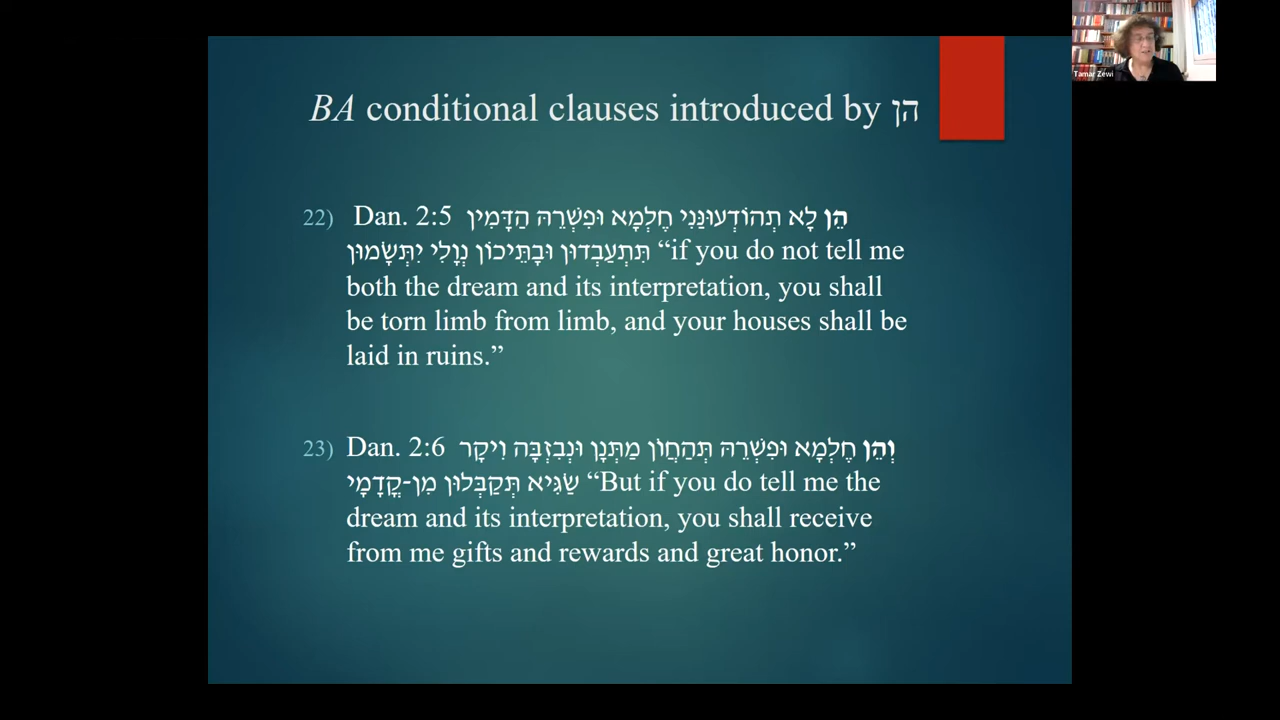 BA conditional clauses introduced by הן
22) Dan. 2:5 הֵן לָא תְהוֹדְעוּנַּנִי חֶלְמָא וּפִשְׁרֵהּ הַדָּמִין
תִּתְעַבְדוּן וּבָתֵּיכוֹן נְוָלִי יִתְּשָׂמוּן “if you do not tell me
both the dream and its interpretation, you shall
be torn limb from limb, and your houses shall be
laid in ruins.”
23) Dan. 2:6 וְהֵן חֶלְמָא וּפִשְׁרֵהּ תְּהַחֲוֹן מַתְּנָן וּנְבִזְבָּה וִיקָר
שַׂגִּיא תְּקַבְּלוּן מִן-קֳדָמָי “But if you do tell me the
dream and its interpretation, you shall receive
from me gifts and rewards and great honor.”
Tamar Zewi